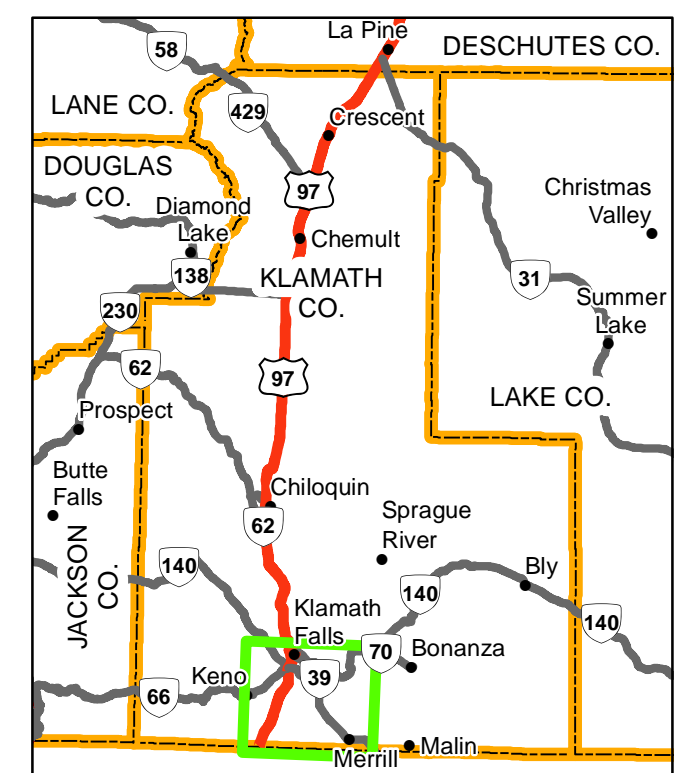 La Pine
58
DESCHUTES CO.
LANE CO.
429
Crescent
DOUGLAS
CO.
97
Christmas
Valley
Diamond
Lake
Chemult
138
KLAMATH
CO.
31
Summer
Lake
230
62
97
LAKE CO.
Prospect
Butte
Falls
Chiloquin
62
Sprague
River
JACKSON
CO.
140
Bly
140
140
Klamath
Falls
70
Bonanza
Keno
39
66
Merrill
Malin